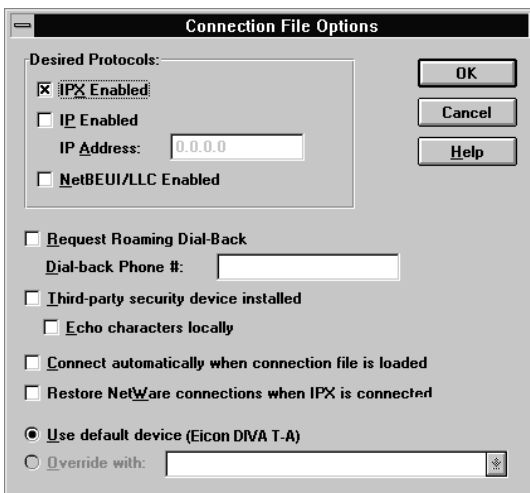 Connection File Options
Desired Protocols:
IPX Enabled
IP Enabled
IP Address: 0.0.0.0
NetBEUI/LLC Enabled
OK
Cancel
Help
Request Roaming Dial-Back
Dial-back Phone #:
Third-party security device installed
Echo characters locally
Connect automatically when connection file is loaded
Restore NetWare connections when IPX is connected
Use default device (Eicon DIVA T-A)
Override with: